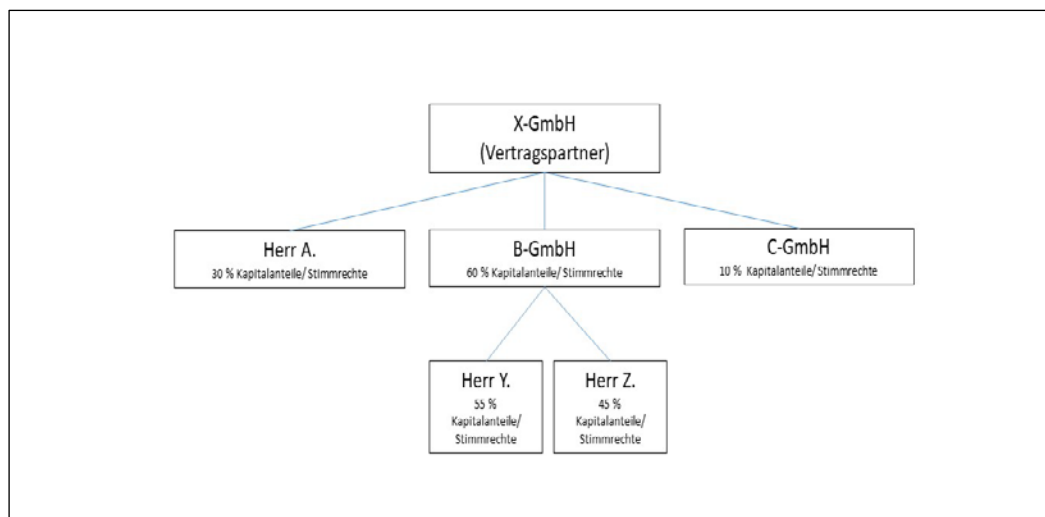 X-GmbH
(Vertragspartner)
Herr A.
30 % Kapitalanteile/ Stimmrechte
B-GmbH
60 % Kapitalanteile/ Stimmrechte
C-GmbH
10 % Kapitalanteile/ Stimmrechte
Herr Y.
55 %
Kapitalanteile/
Stimmrechte
Herr Z.
45 %
Kapitalanteile/
Stimmrechte